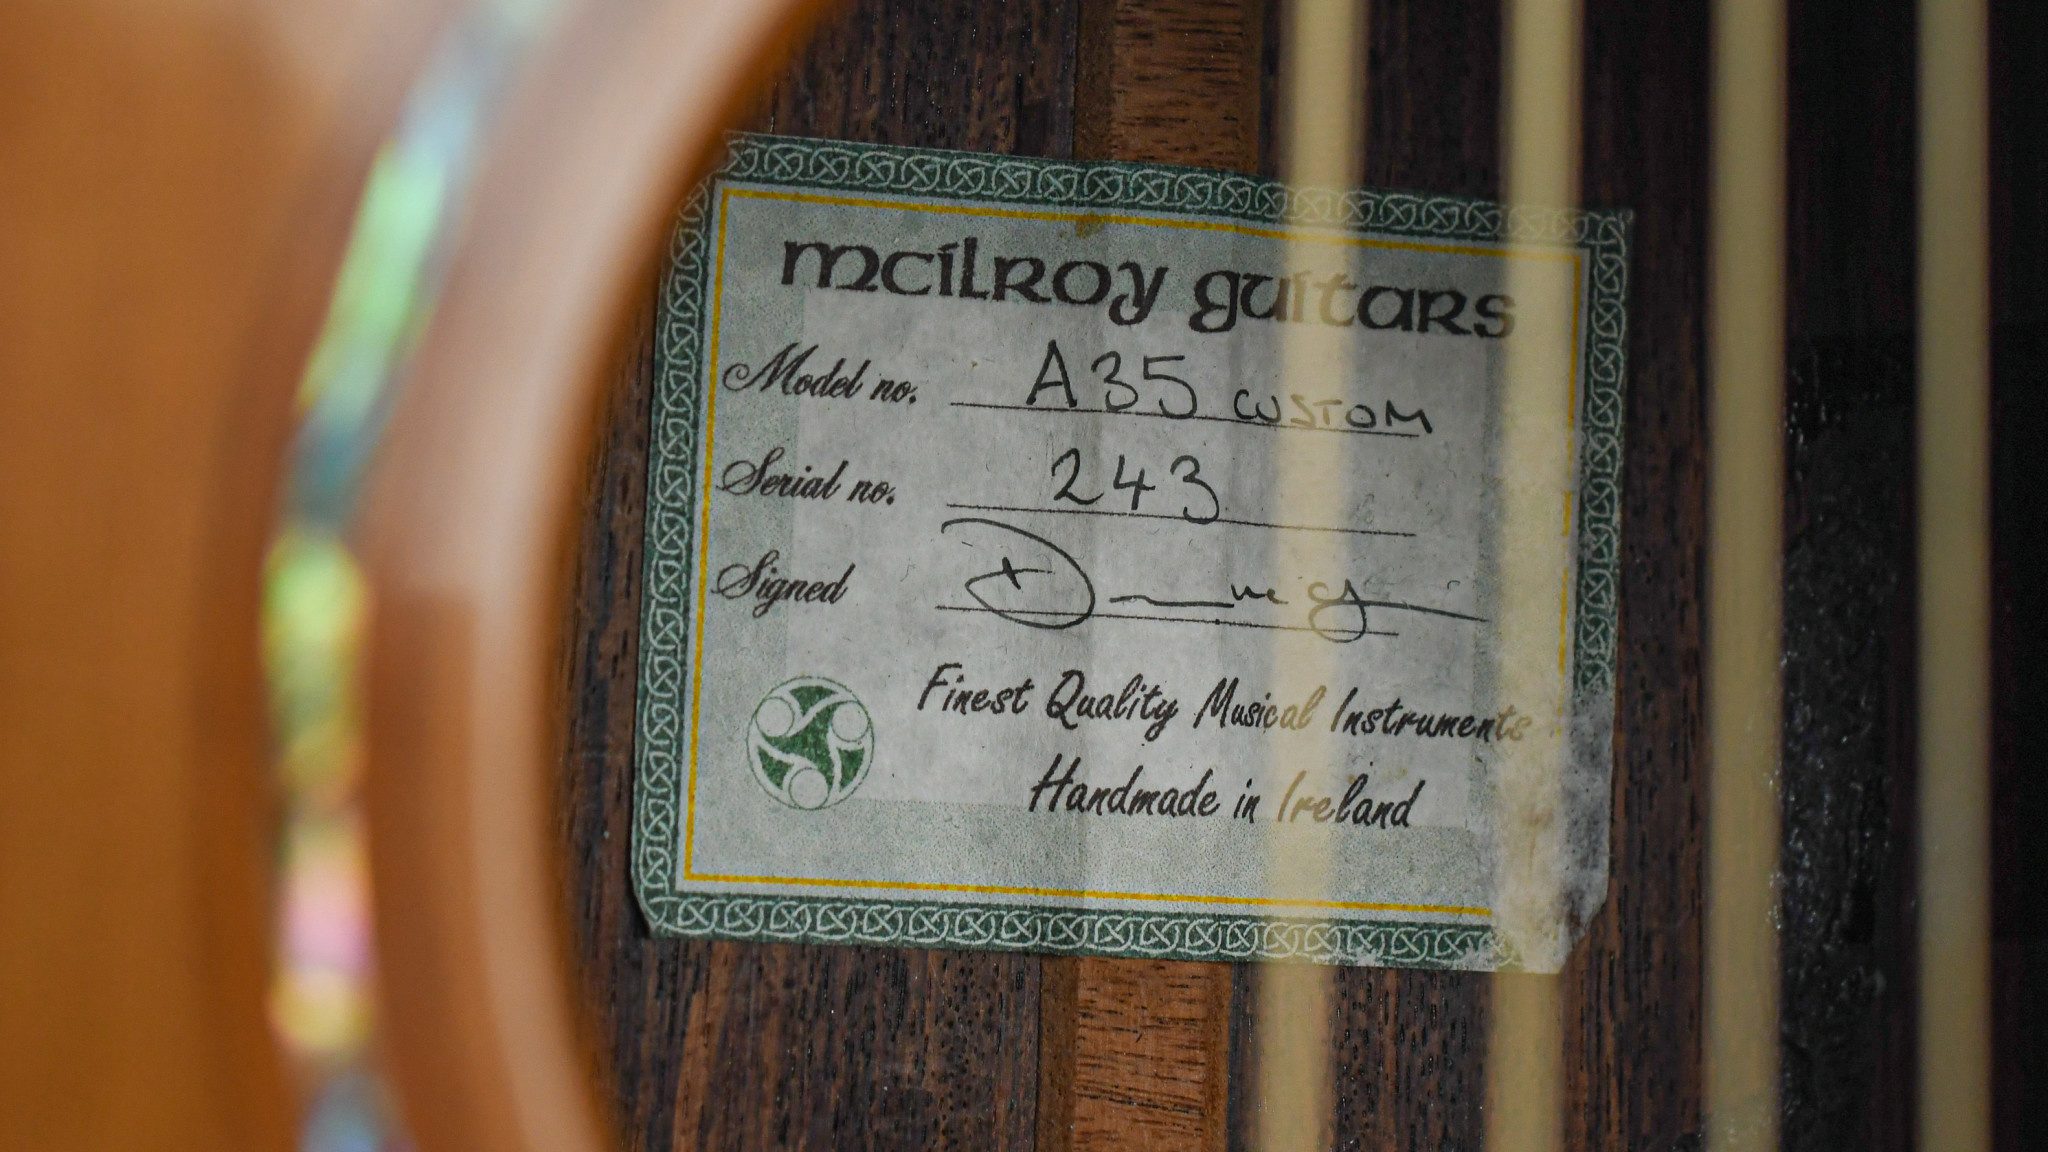 mcilroy guitars
Model no. A35 CUSTOM
Serial no. 243
Signed
Finest Quality Musical Instruments
Handmade in Ireland